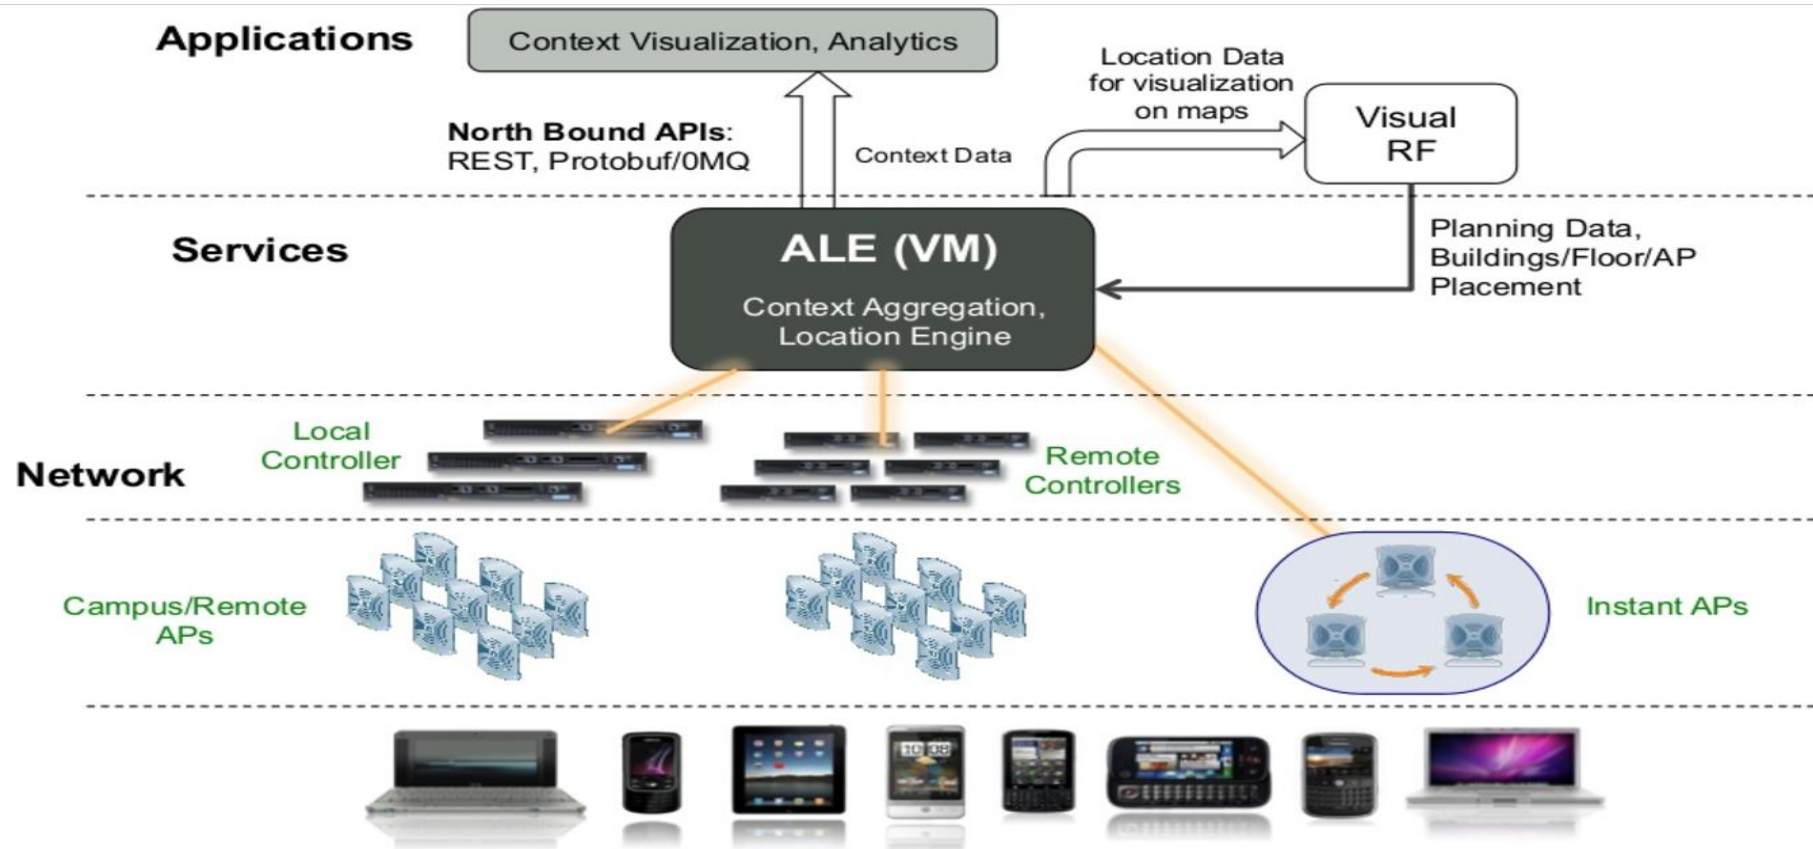 Applications
Context Visualization, Analytics
Location Data
for visualization
on maps
Visual
RF
North Bound APIs:
REST, Protobuf/0MQ
Context Data
Services
ALE (VM)
Context Aggregation,
Location Engine
Planning Data,
Buildings/Floor/AP
Placement
Local
Controller
Network
Remote
Controllers
Campus/Remote
APs
Instant APs
10 08